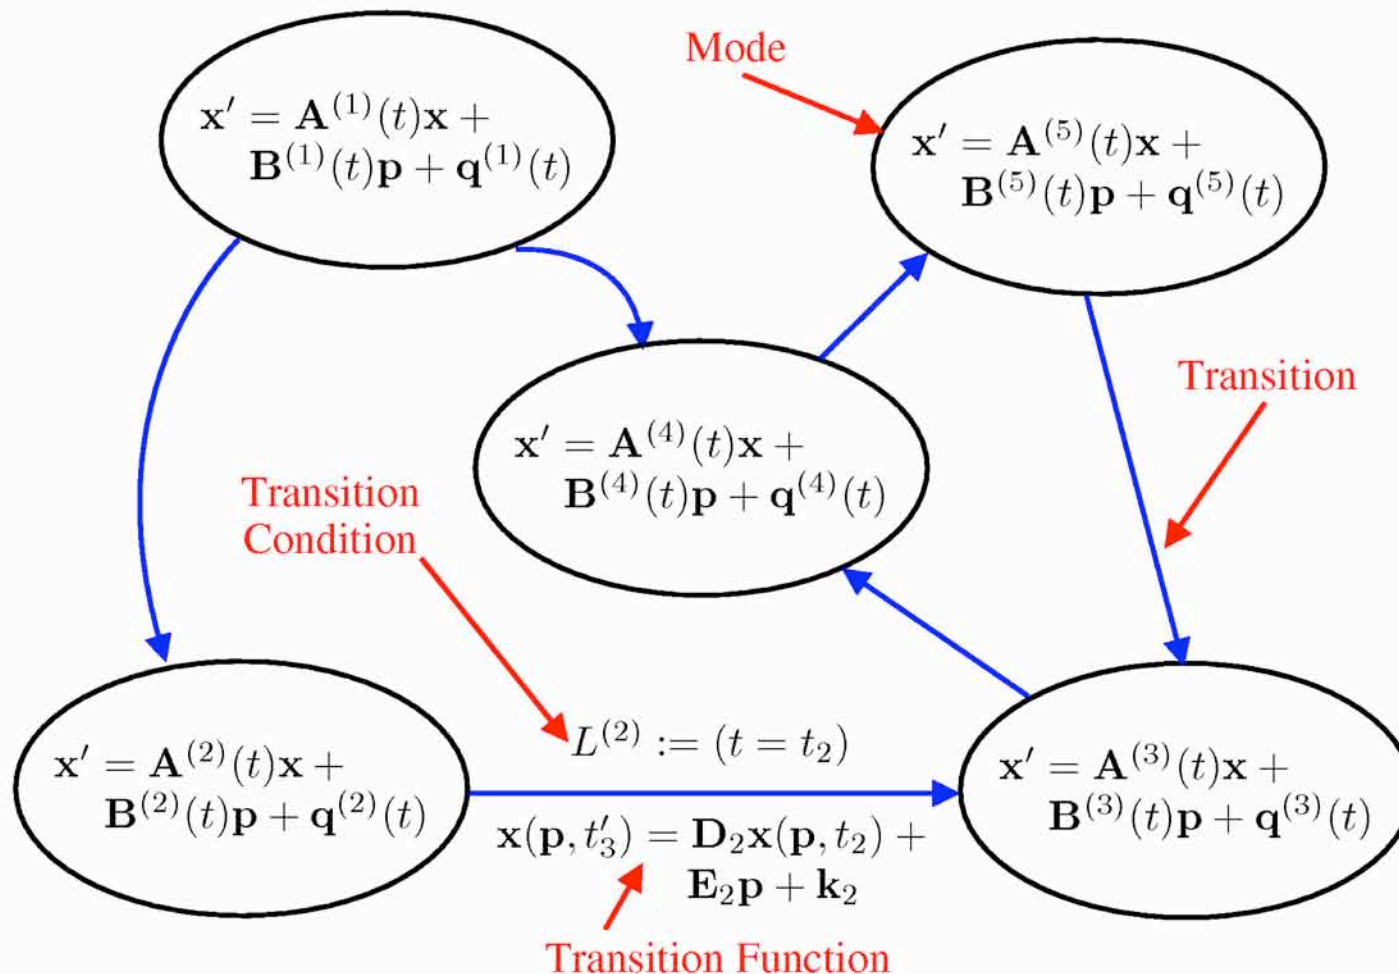 Mode
x′ = A⁽¹⁾(t)x +
B⁽¹⁾(t)p + q⁽¹⁾(t)
x′ = A⁽⁵⁾(t)x +
B⁽⁵⁾(t)p + q⁽⁵⁾(t)
Transition
x′ = A⁽⁴⁾(t)x +
B⁽⁴⁾(t)p + q⁽⁴⁾(t)
Transition
Condition
L⁽²⁾ := (t = t₂)
x′ = A⁽²⁾(t)x +
B⁽²⁾(t)p + q⁽²⁾(t)
x(p, t′₃) = D₂x(p, t₂) +
E₂p + k₂
x′ = A⁽³⁾(t)x +
B⁽³⁾(t)p + q⁽³⁾(t)
Transition Function